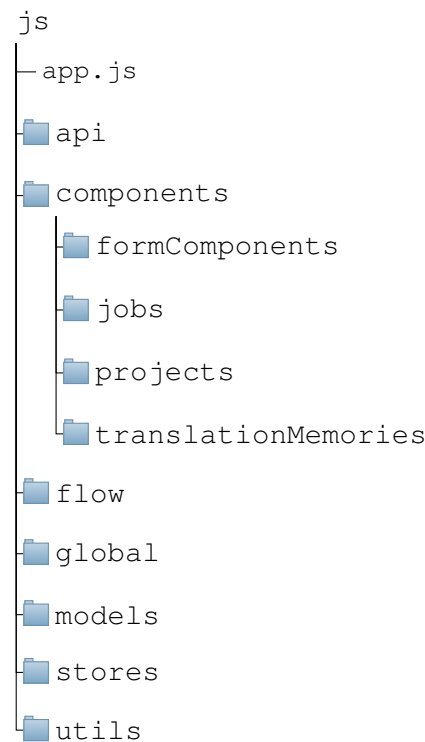 js
app.js
api
components
formComponents
jobs
projects
translationMemories
flow
global
models
stores
utils